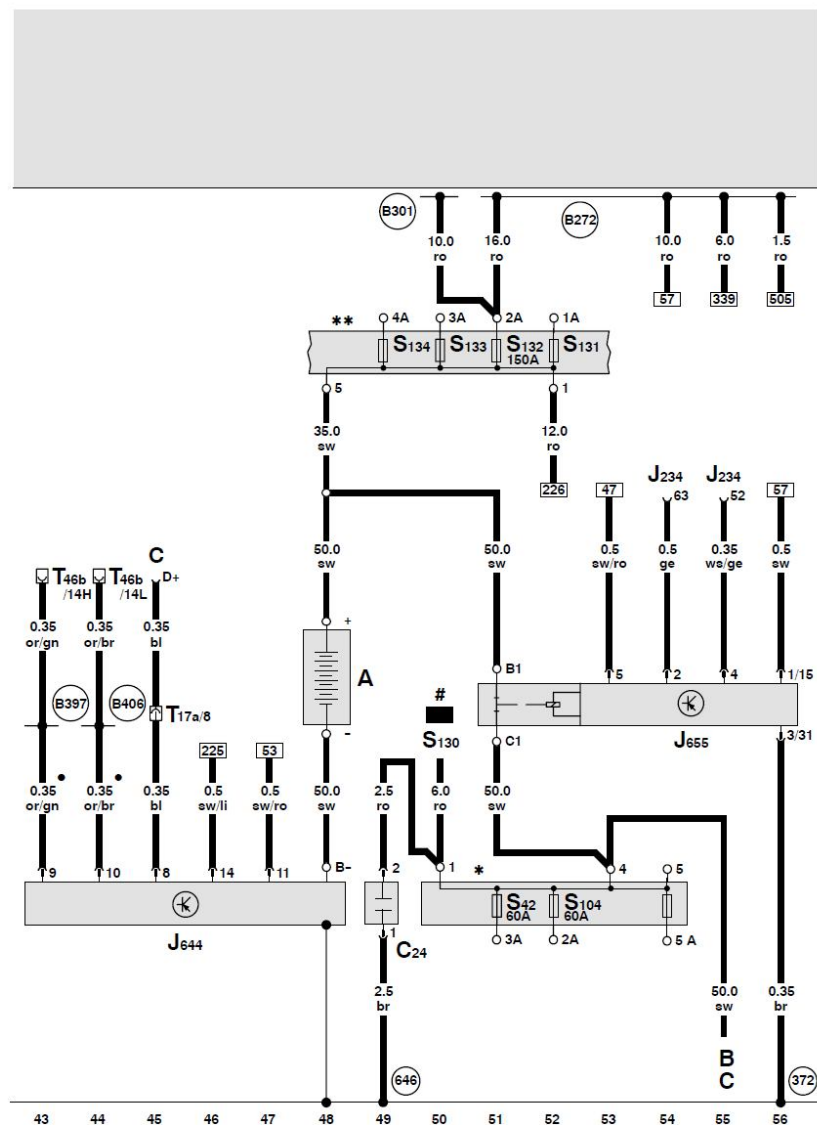 B301
B272
10.0 ro
16.0 ro
10.0 ro
6.0 ro
1.5 ro
57
339
505
** 4A 3A 2A 1A
S134 S133 S132 150A S131
5
1
35.0 sw
12.0 ro
226
47
J234 63
J234 52
57
T46b /14H
T46b /14L
C D+
50.0 sw
50.0 sw
0.5 sw/ro
0.5 ge
0.35 ws/ge
0.5 sw
0.35 or/gn
0.35 or/br
0.35 bl
+
A
-
B1
5
2
4
1/15
B397
B406
T17a/8
#
S130
C1
J655
3/31
225
53
0.35 or/gn
0.35 or/br
0.35 bl
0.5 sw/li
0.5 sw/ro
50.0 sw
2.5 ro
6.0 ro
50.0 sw
9
10
8
14
11
B-
2
1
*
4
5
S42 60A
S104 60A
J644
C24
1
3A
2A
5 A
2.5 br
50.0 sw
0.35 br
B
C
646
372
43 44 45 46 47 48 49 50 51 52 53 54 55 56